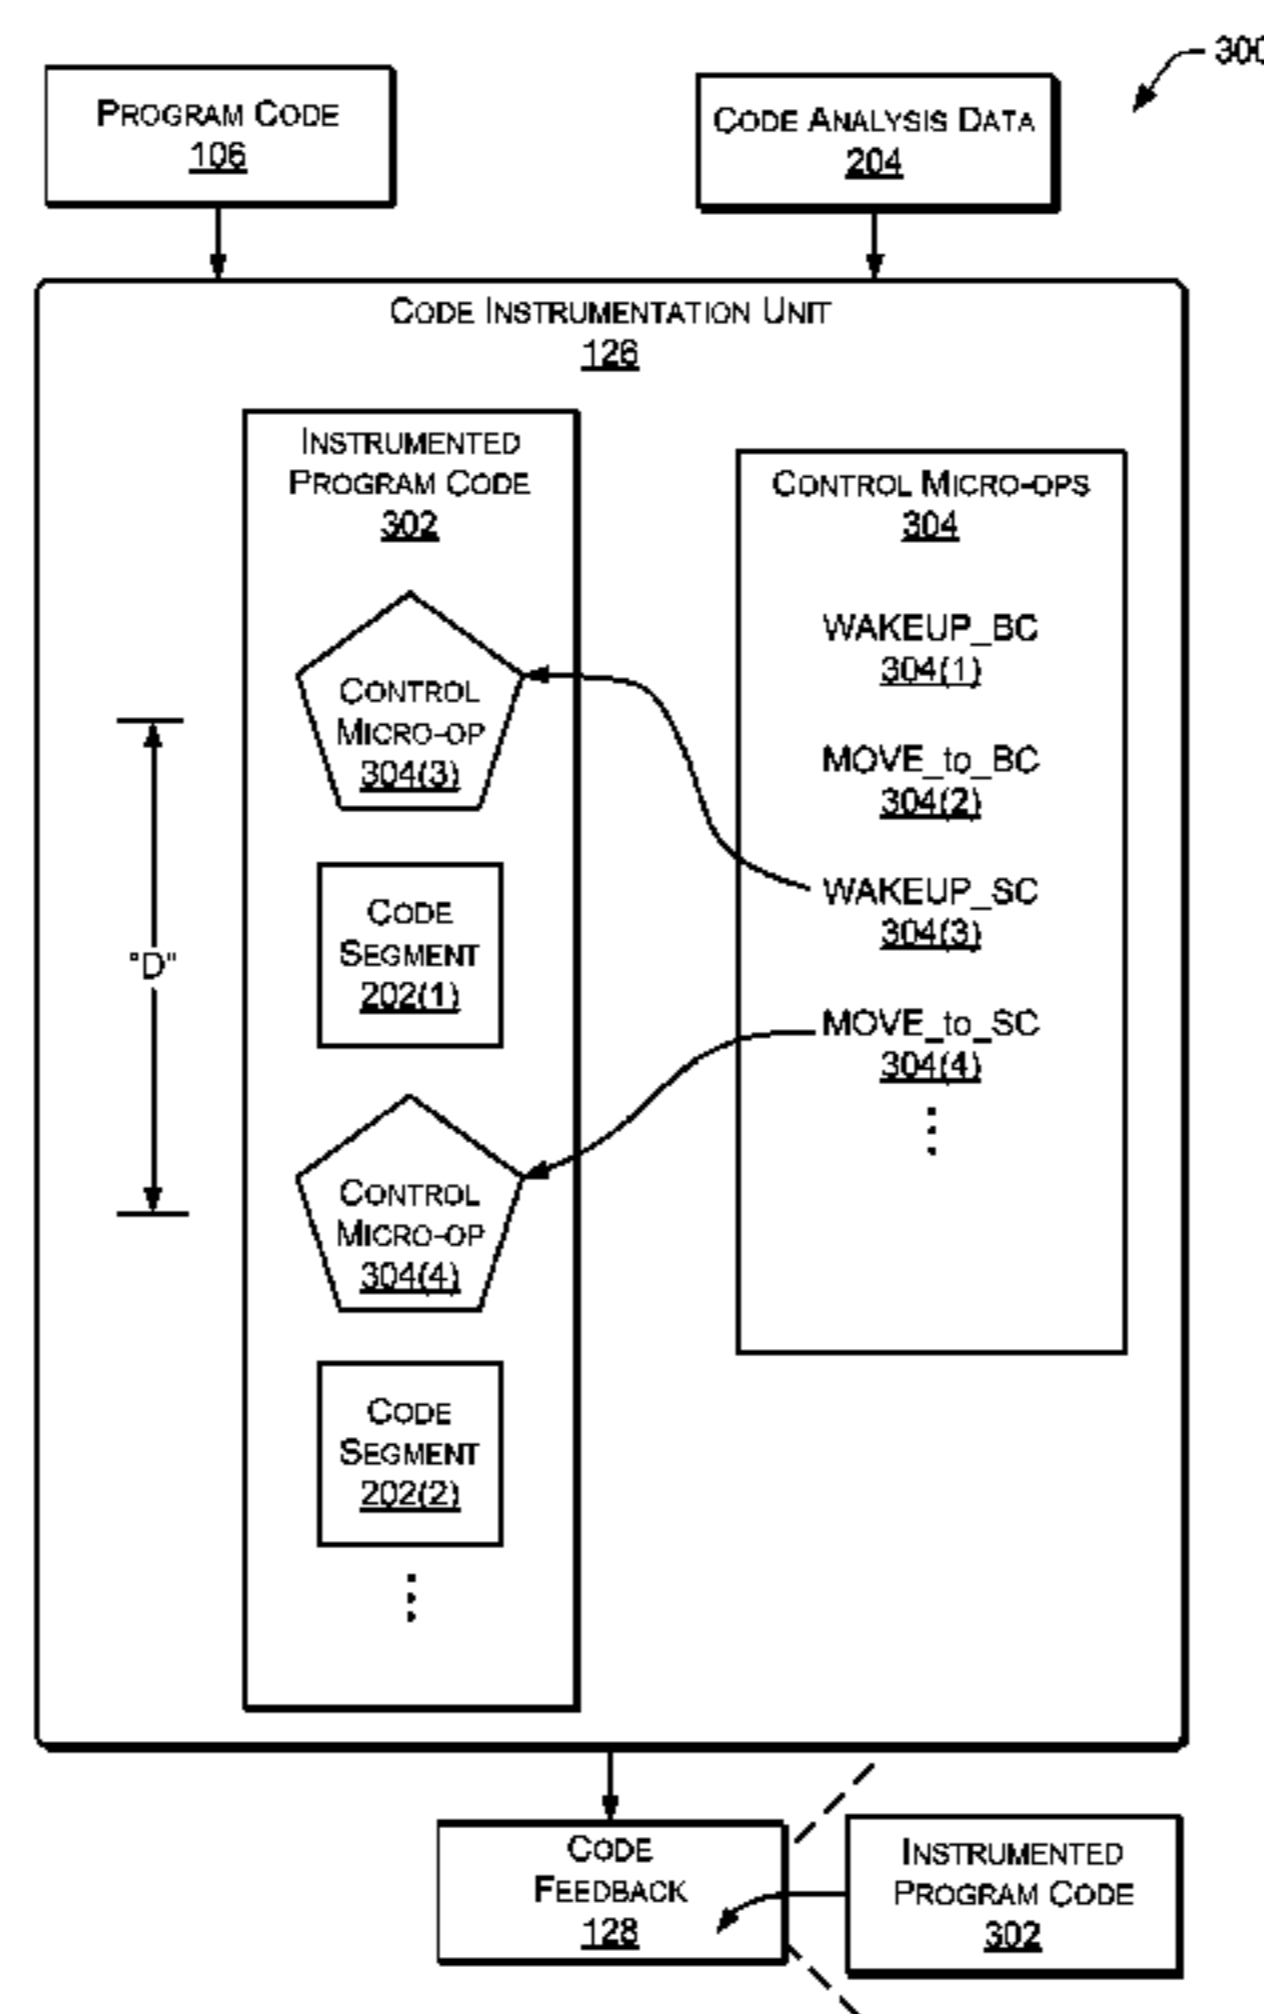 300
PROGRAM CODE
106
CODE ANALYSIS DATA
204
CODE INSTRUMENTATION UNIT
126
INSTRUMENTED
PROGRAM CODE
302
CONTROL MICRO-OPS
304
CONTROL
MICRO-OP
304(3)
CODE
SEGMENT
202(1)
CONTROL
MICRO-OP
304(4)
CODE
SEGMENT
202(2)
"D"
WAKEUP_BC
304(1)
MOVE_to_BC
304(2)
WAKEUP_SC
304(3)
MOVE_to_SC
304(4)
CODE
FEEDBACK
128
INSTRUMENTED
PROGRAM CODE
302